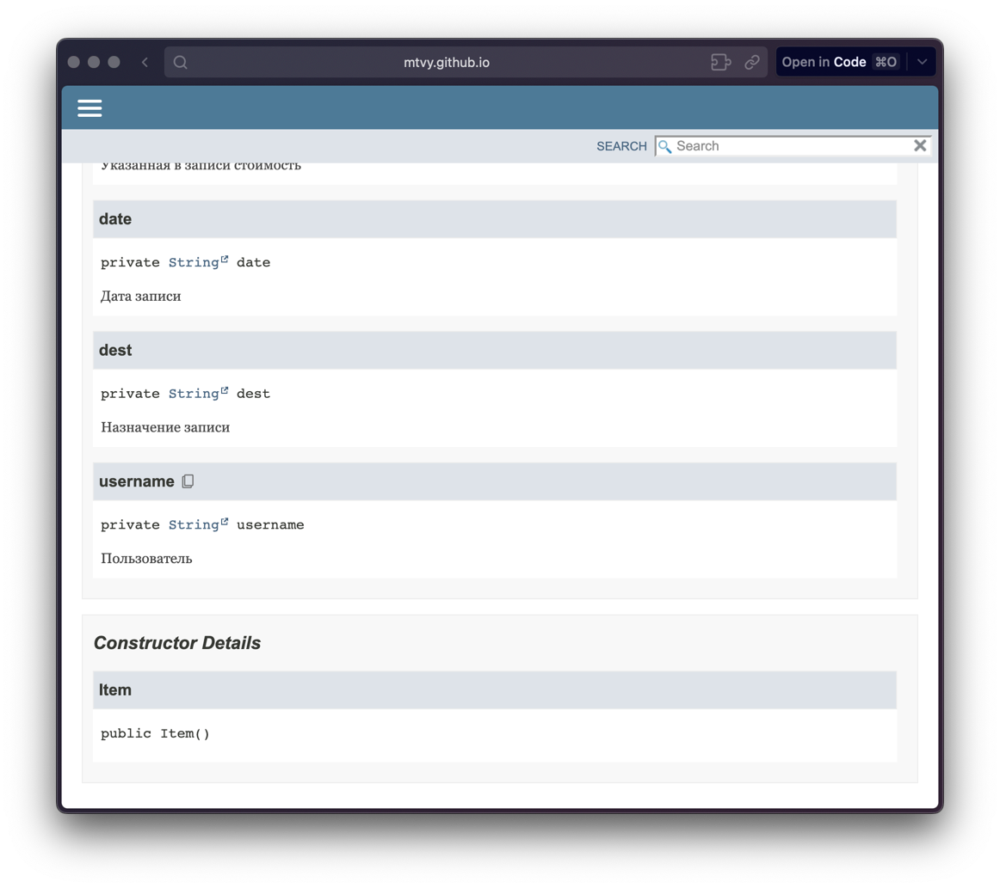 mtvy.github.io
Open in Code ⌘O
SEARCH
Search
Указанная в записи стоимость
date
private String date
Дата записи
dest
private String dest
Назначение записи
username
private String username
Пользователь
Constructor Details
Item
public Item()